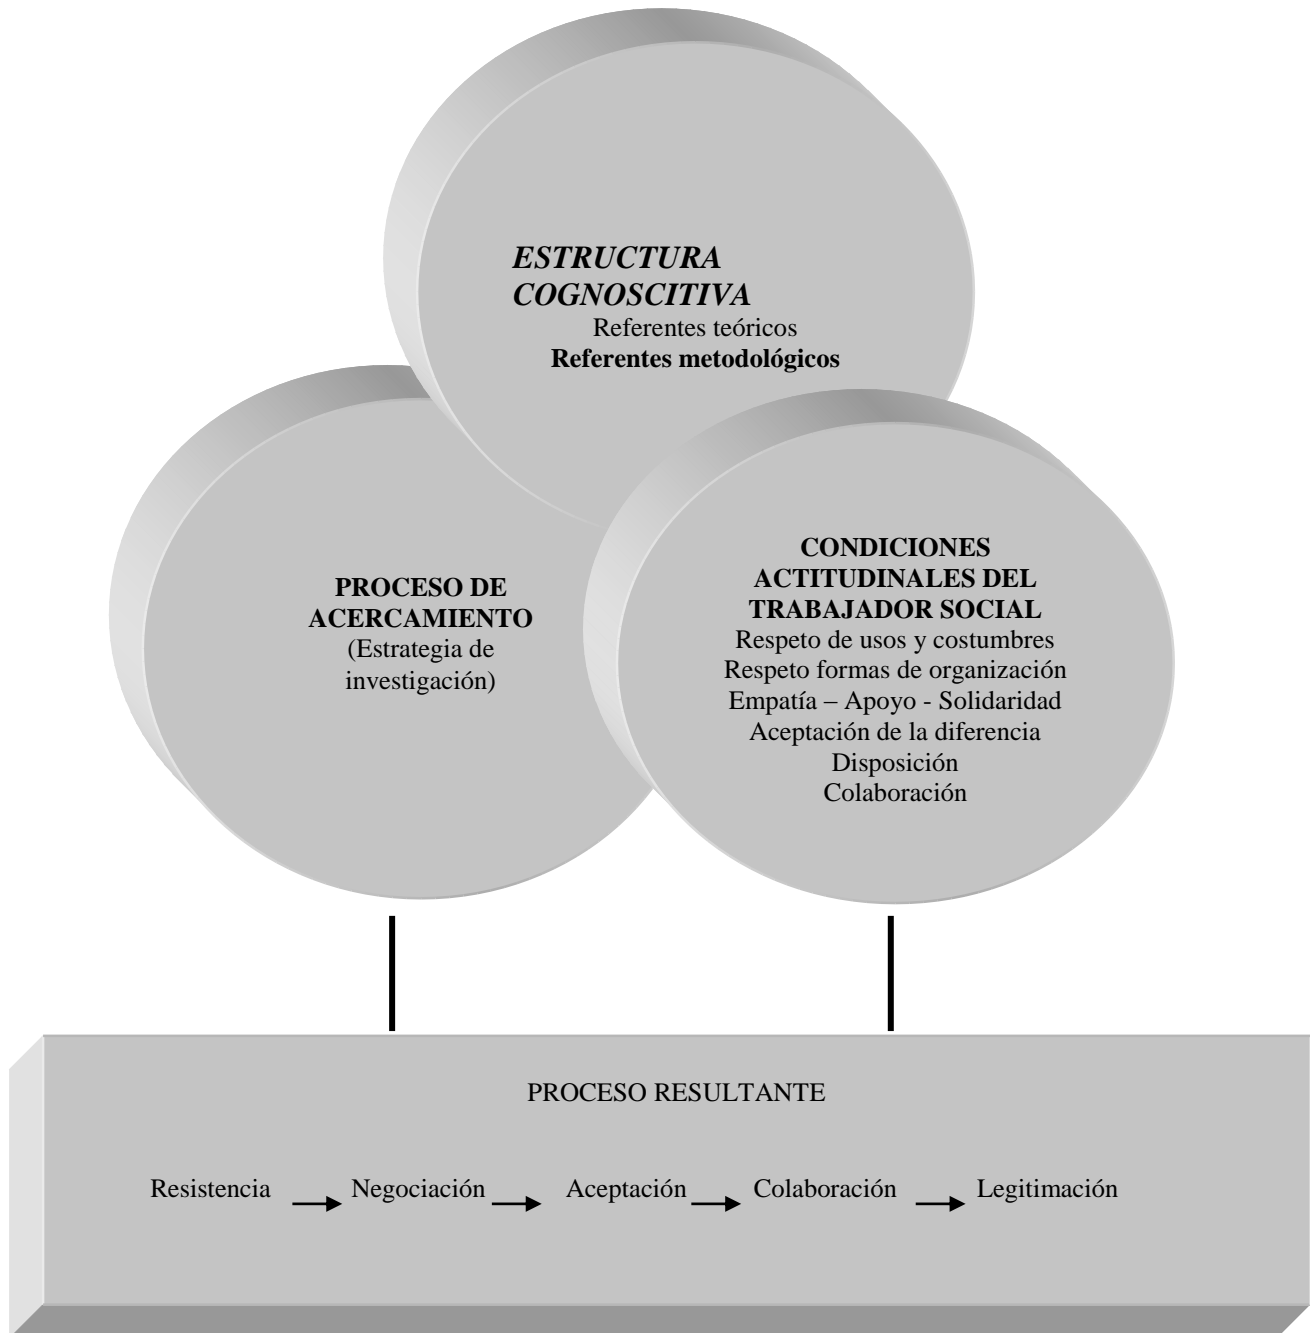 ESTRUCTURA
COGNOSCITIVA
Referentes teóricos
Referentes metodológicos
PROCESO DE
ACERCAMIENTO
(Estrategia de
investigación)
CONDICIONES
ACTITUDINALES DEL
TRABAJADOR SOCIAL
Respeto de usos y costumbres
Respeto formas de organización
Empatía – Apoyo - Solidaridad
Aceptación de la diferencia
Disposición
Colaboración
PROCESO RESULTANTE
Resistencia Negociación Aceptación Colaboración Legitimación